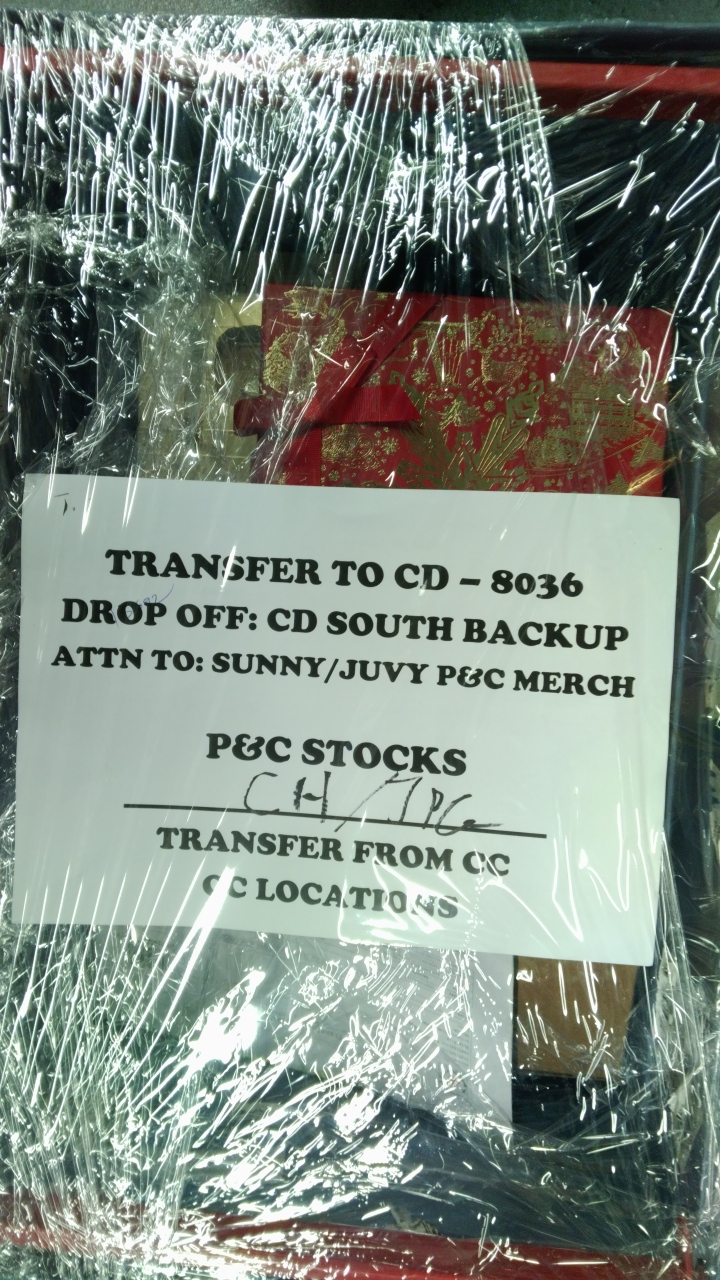 TRANSFER TO CD – 8036
DROP OFF: CD SOUTH BACKUP
ATTN TO: SUNNY/JUVY P&C MERCH
P&C STOCKS
CH /
TRANSFER FROM CC
CC LOCATIONS